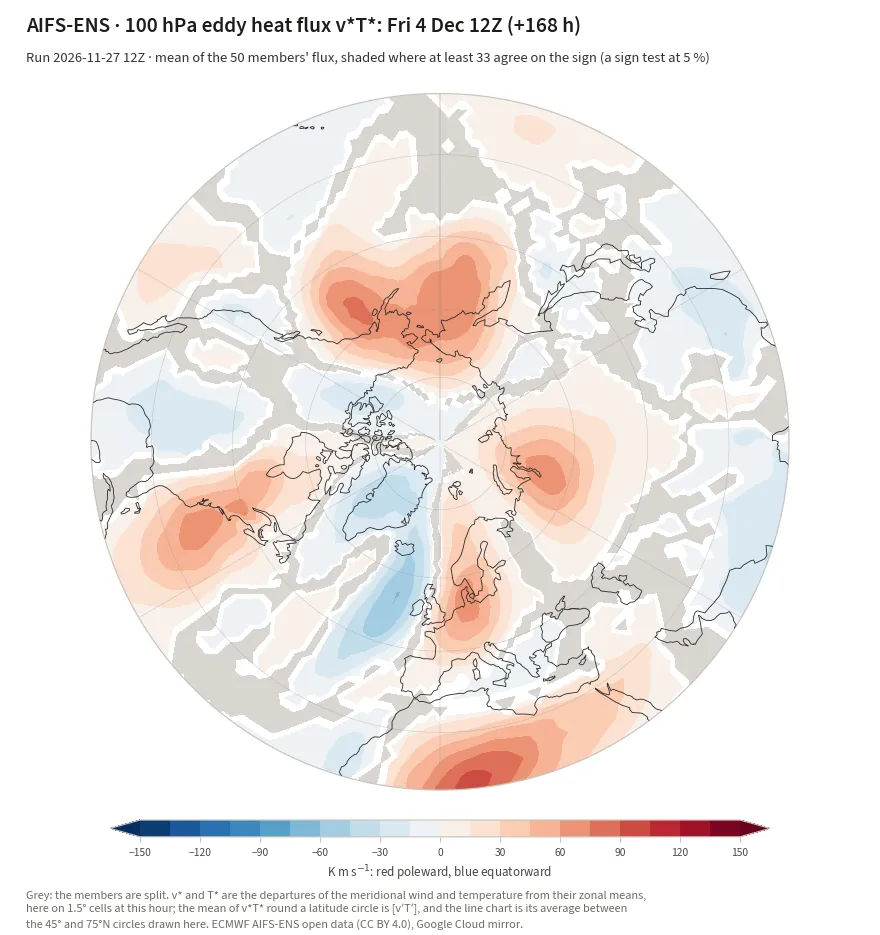 AIFS-ENS · 100 hPa eddy heat flux v*T*: Fri 4 Dec 12Z (+168 h)
Run 2026-11-27 12Z · mean of the 50 members' flux, shaded where at least 33 agree on the sign (a sign test at 5 %)
−150 −120 −90 −60 −30 0 30 60 90 120 150
K m s⁻¹: red poleward, blue equatorward
Grey: the members are split. v* and T* are the departures of the meridional wind and temperature from their zonal means,
here on 1.5° cells at this hour; the mean of v*T* round a latitude circle is [v'T'], and the line chart is its average between
the 45° and 75°N circles drawn here. ECMWF AIFS-ENS open data (CC BY 4.0), Google Cloud mirror.